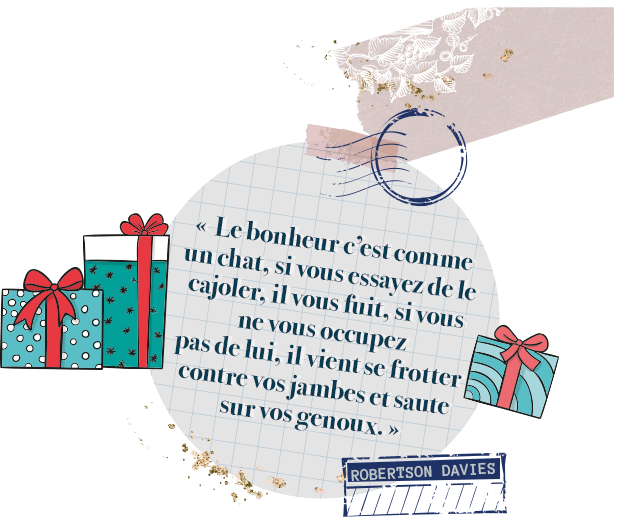 « Le bonheur c’est comme
un chat, si vous essayez de le
cajoler, il vous fuit, si vous
ne vous occupez
pas de lui, il vient se frotter
contre vos jambes et saute
sur vos genoux. »
ROBERTSON DAVIES